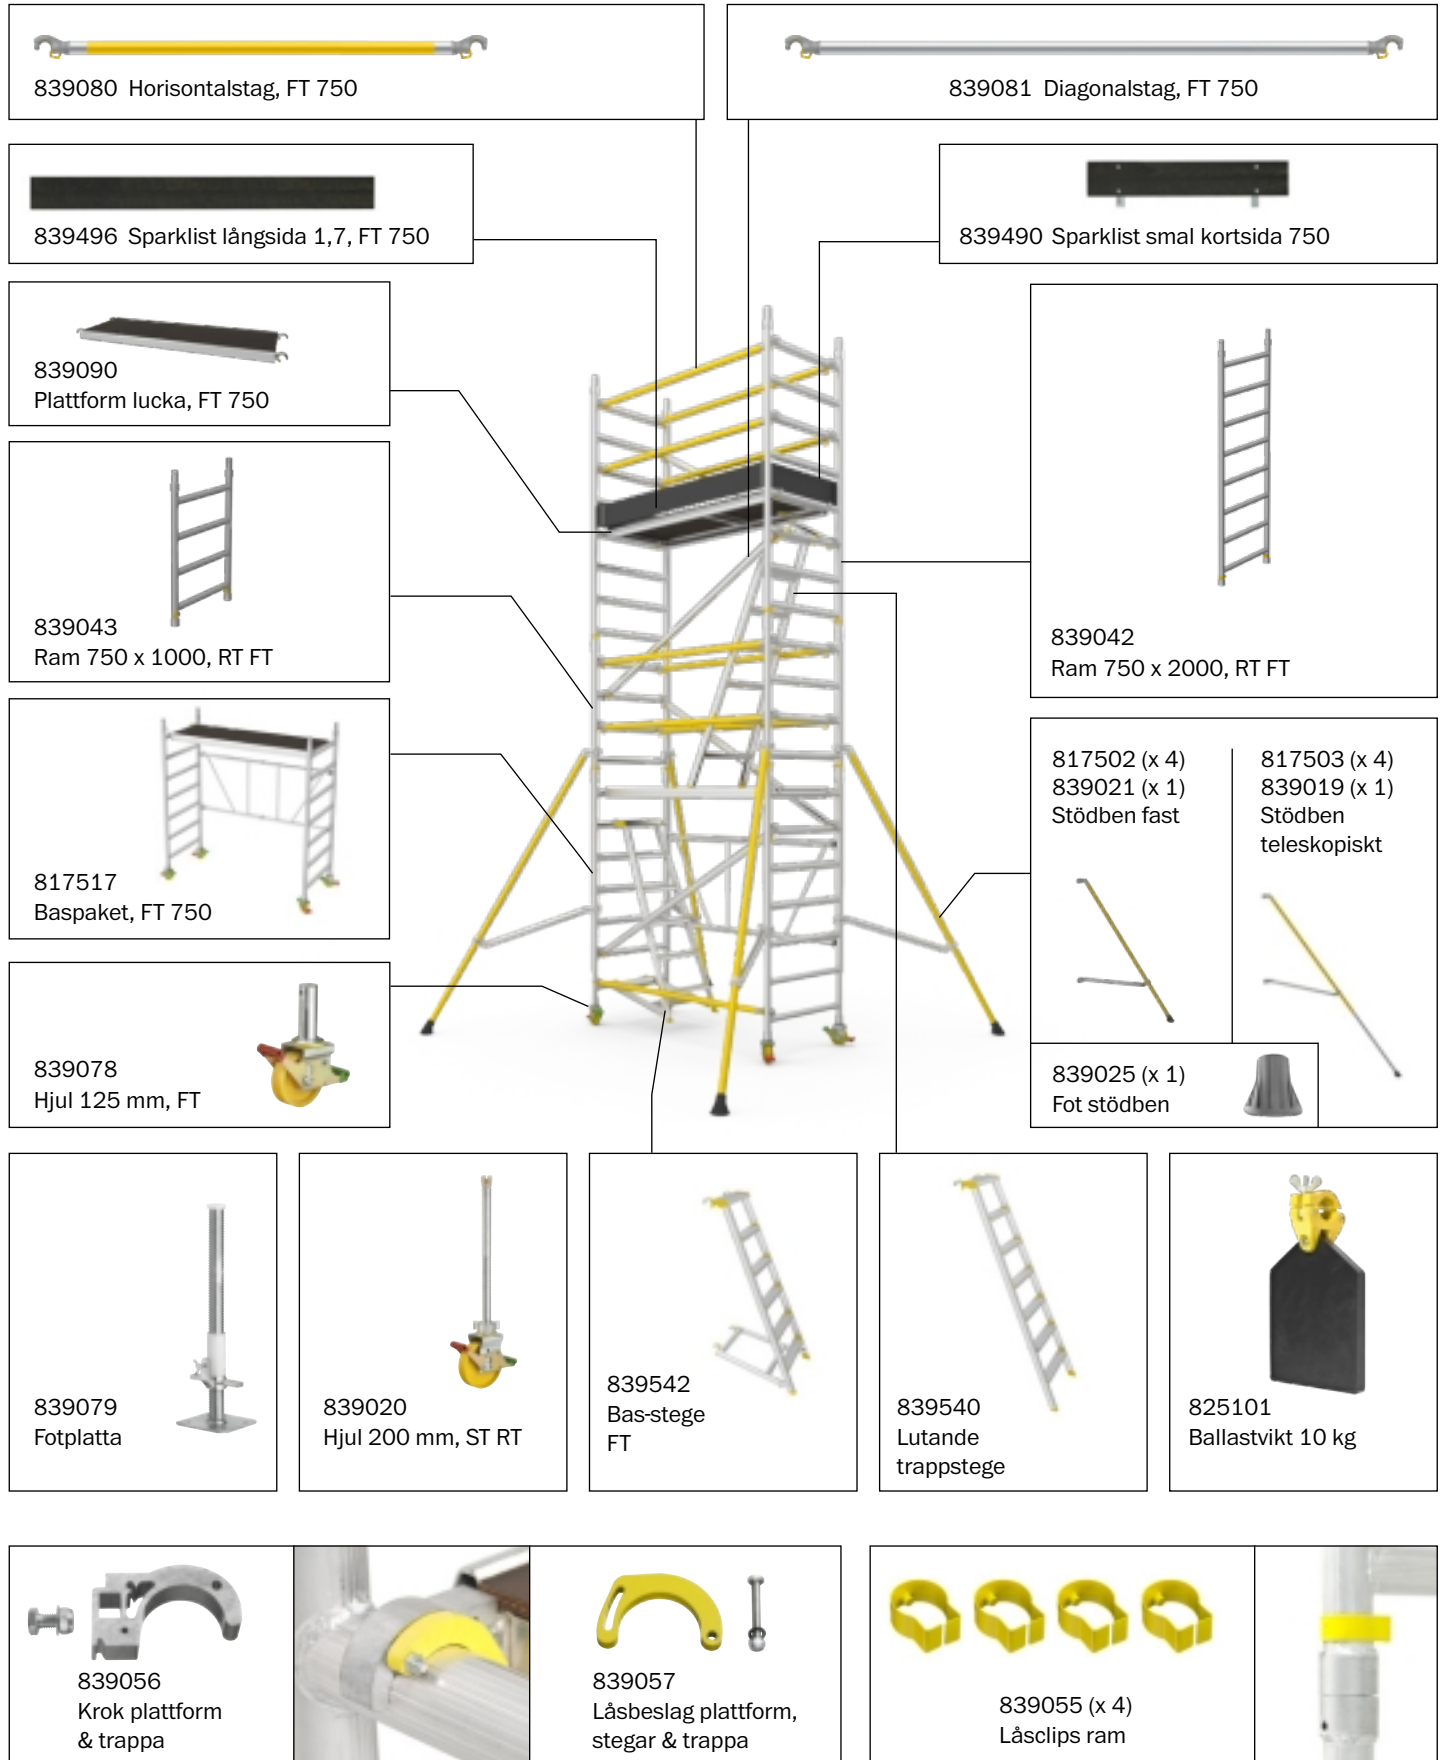 839080 Horisontalstag, FT 750
839081 Diagonalstag, FT 750
839496 Sparklist långsida 1,7, FT 750
839490 Sparklist smal kortsida 750
839090
Plattform lucka, FT 750
839043
Ram 750 x 1000, RT FT
839042
Ram 750 x 2000, RT FT
817517
Baspaket, FT 750
817502 (x 4)
839021 (x 1)
Stödben fast
817503 (x 4)
839019 (x 1)
Stödben
teleskopiskt
839078
Hjul 125 mm, FT
839025 (x 1)
Fot stödben
839079
Fotplatta
839020
Hjul 200 mm, ST RT
839542
Bas-stege
FT
839540
Lutande
trappstege
825101
Ballastvikt 10 kg
839056
Krok plattform
& trappa
839057
Låsbeslag plattform,
stegar & trappa
839055 (x 4)
Låsclips ram